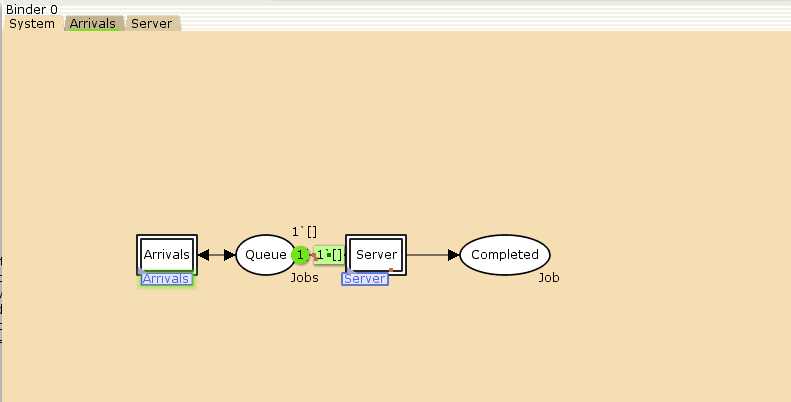 Binder 0
System Arrivals Server
1`[]
Arrivals Queue 1 1`[] Server Completed
Arrivals Jobs Server Job